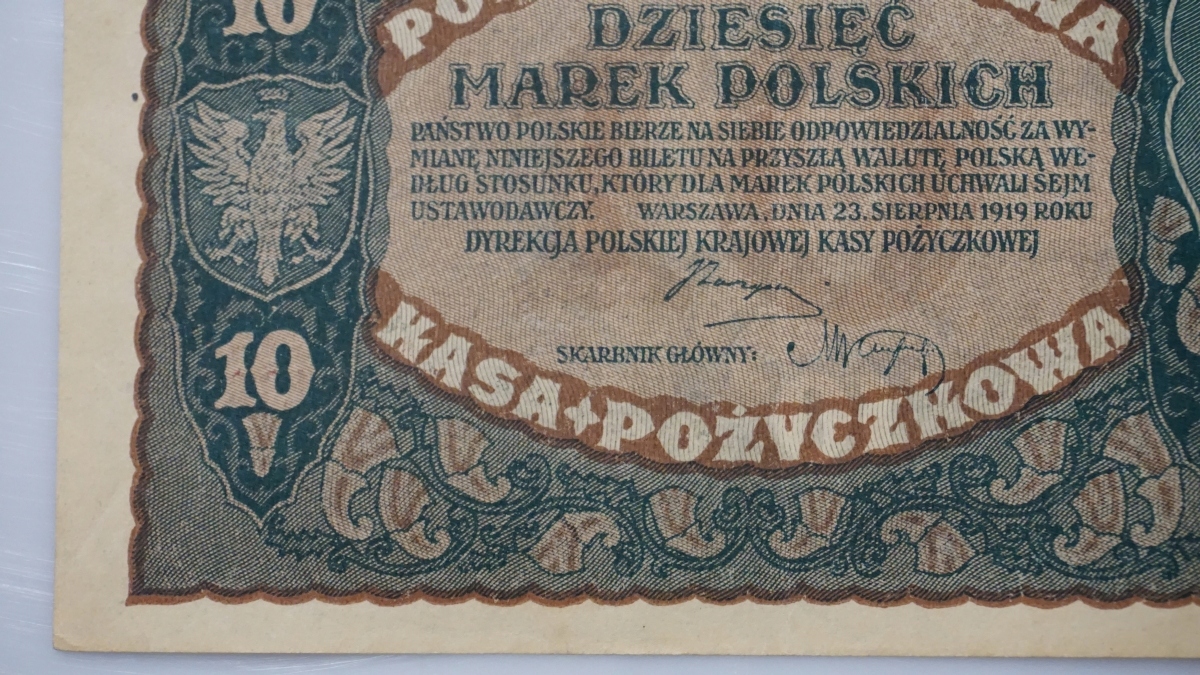 10
DZIESIĘĆ
MAREK POLSKICH
PAŃSTWO POLSKIE BIERZE NA SIEBIE ODPOWIEDZIALNOŚĆ ZA WY-
MIANĘ NINIEJSZEGO BILETU NA PRZYSZŁĄ WALUTĘ POLSKĄ WE-
DŁUG STOSUNKU, KTÓRY DLA MAREK POLSKICH UCHWALI SEJM
USTAWODAWCZY. WARSZAWA, DNIA 23. SIERPNIA 1919 ROKU
DYREKCJA POLSKIEJ KRAJOWEJ KASY POŻYCZKOWEJ
SKARBNIK GŁÓWNY:
10
KASA POŻYCZKOWA